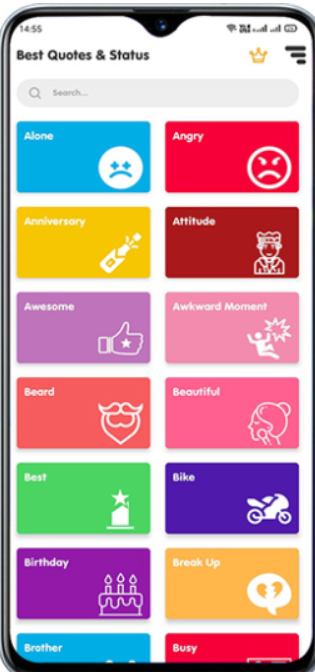 14:55
Best Quotes & Status
Search...
Alone
Angry
Anniversary
Attitude
Awesome
Awkward Moment
Beard
Beautiful
Best
Bike
Birthday
Break Up
Brother
Busy